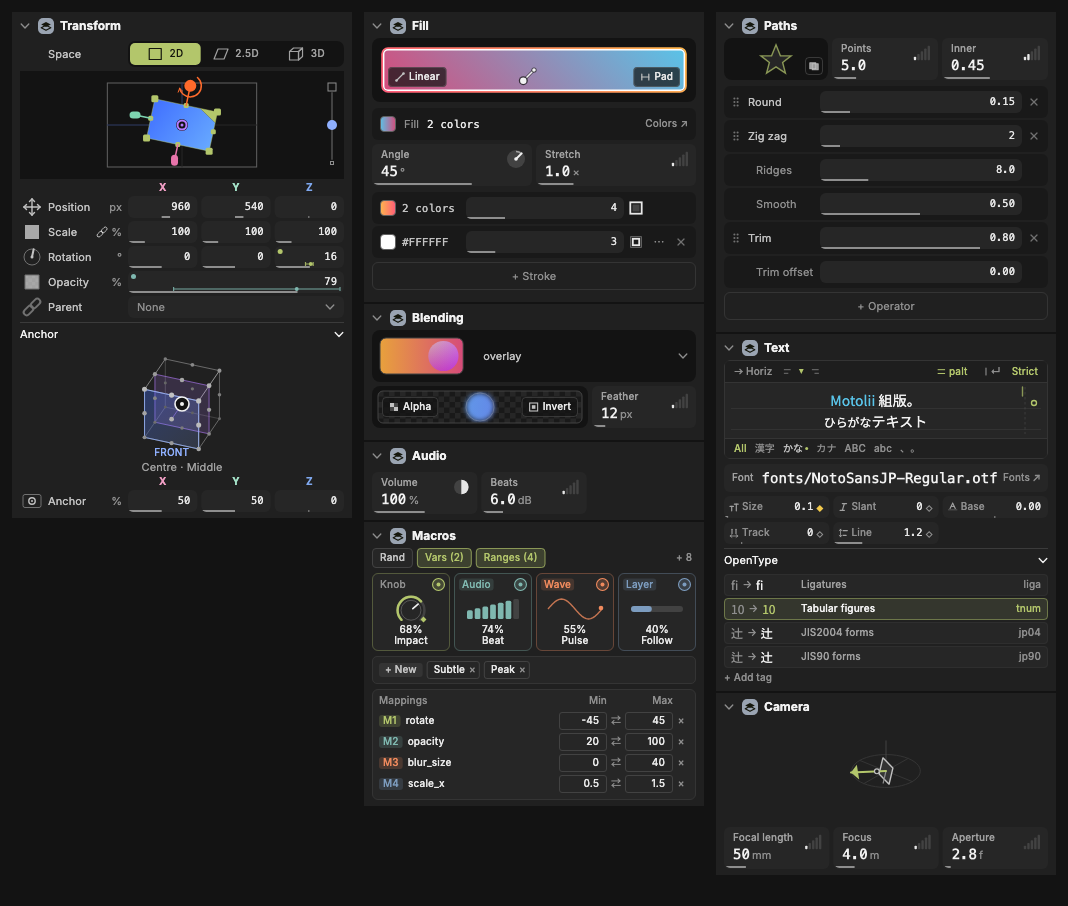 Transform
Space 2D 2.5D 3D
X Y Z
Position px 960 540 0
Scale % 100 100 100
Rotation ° 0 0 16
Opacity % 79
Parent None
Anchor
FRONT
Centre · Middle
X Y Z
Anchor % 50 50 0
Fill
Linear Pad
Fill 2 colors Colors ↗
Angle Stretch
45° 1.0×
2 colors 4
#FFFFFF 3 ··· ×
+ Stroke
Blending
overlay
Alpha Invert
Feather
12 px
Audio
Volume Beats
100 % 6.0 dB
Macros
Rand Vars (2) Ranges (4) + 8
Knob Audio Wave Layer
68% 74% 55% 40%
Impact Beat Pulse Follow
+ New Subtle × Peak ×
Mappings Min Max
M1 rotate -45 ⇄ 45 ×
M2 opacity 20 ⇄ 100 ×
M3 blur_size 0 ⇄ 40 ×
M4 scale_x 0.5 ⇄ 1.5 ×
Paths
Points Inner
5.0 0.45
Round 0.15 ×
Zig zag 2 ×
Ridges 8.0
Smooth 0.50
Trim 0.80 ×
Trim offset 0.00
+ Operator
Text
→ Horiz palt Strict
Motolii 組版。
ひらがなテキスト
All 漢字 かな• カナ ABC abc 、。
Font fonts/NotoSansJP-Regular.otf Fonts ↗
Size 0.1 Slant 0 Base 0.00
Track 0 Line 1.2
OpenType
fi → fi Ligatures liga
10 → 10 Tabular figures tnum
辻 → 辻 JIS2004 forms jp04
辻 → 辻 JIS90 forms jp90
+ Add tag
Camera
Focal length Focus Aperture
50 mm 4.0 m 2.8 f